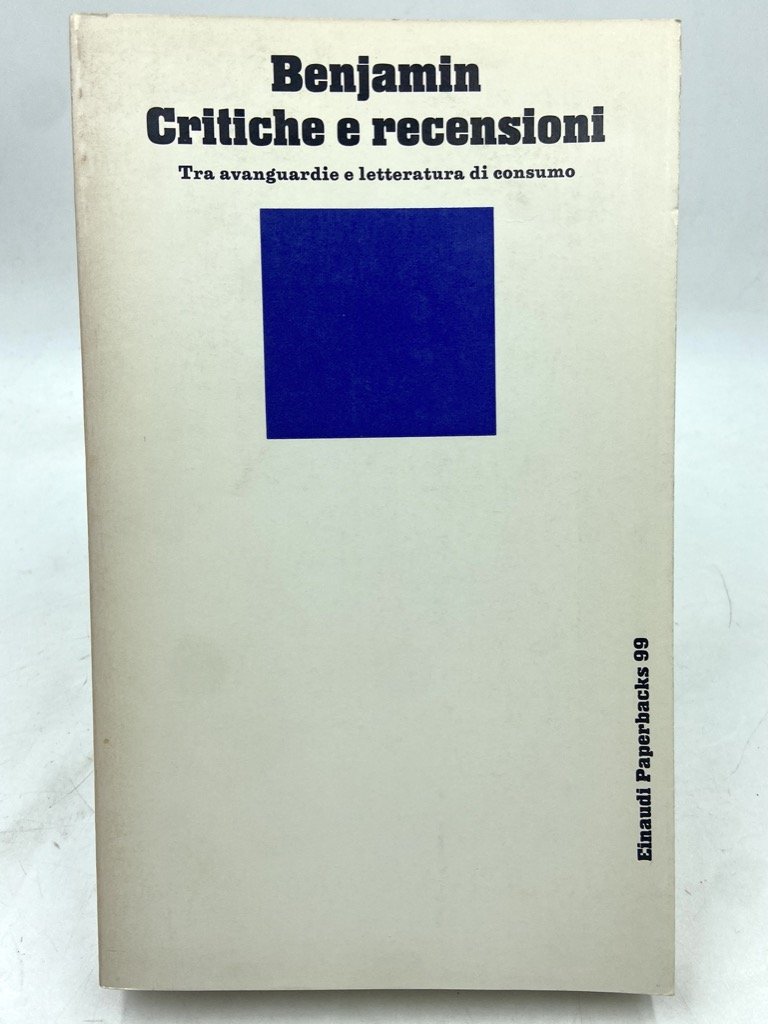 Benjamin
Critiche e recensioni
Tra avanguardie e letteratura di consumo
Einaudi Paperbacks 99